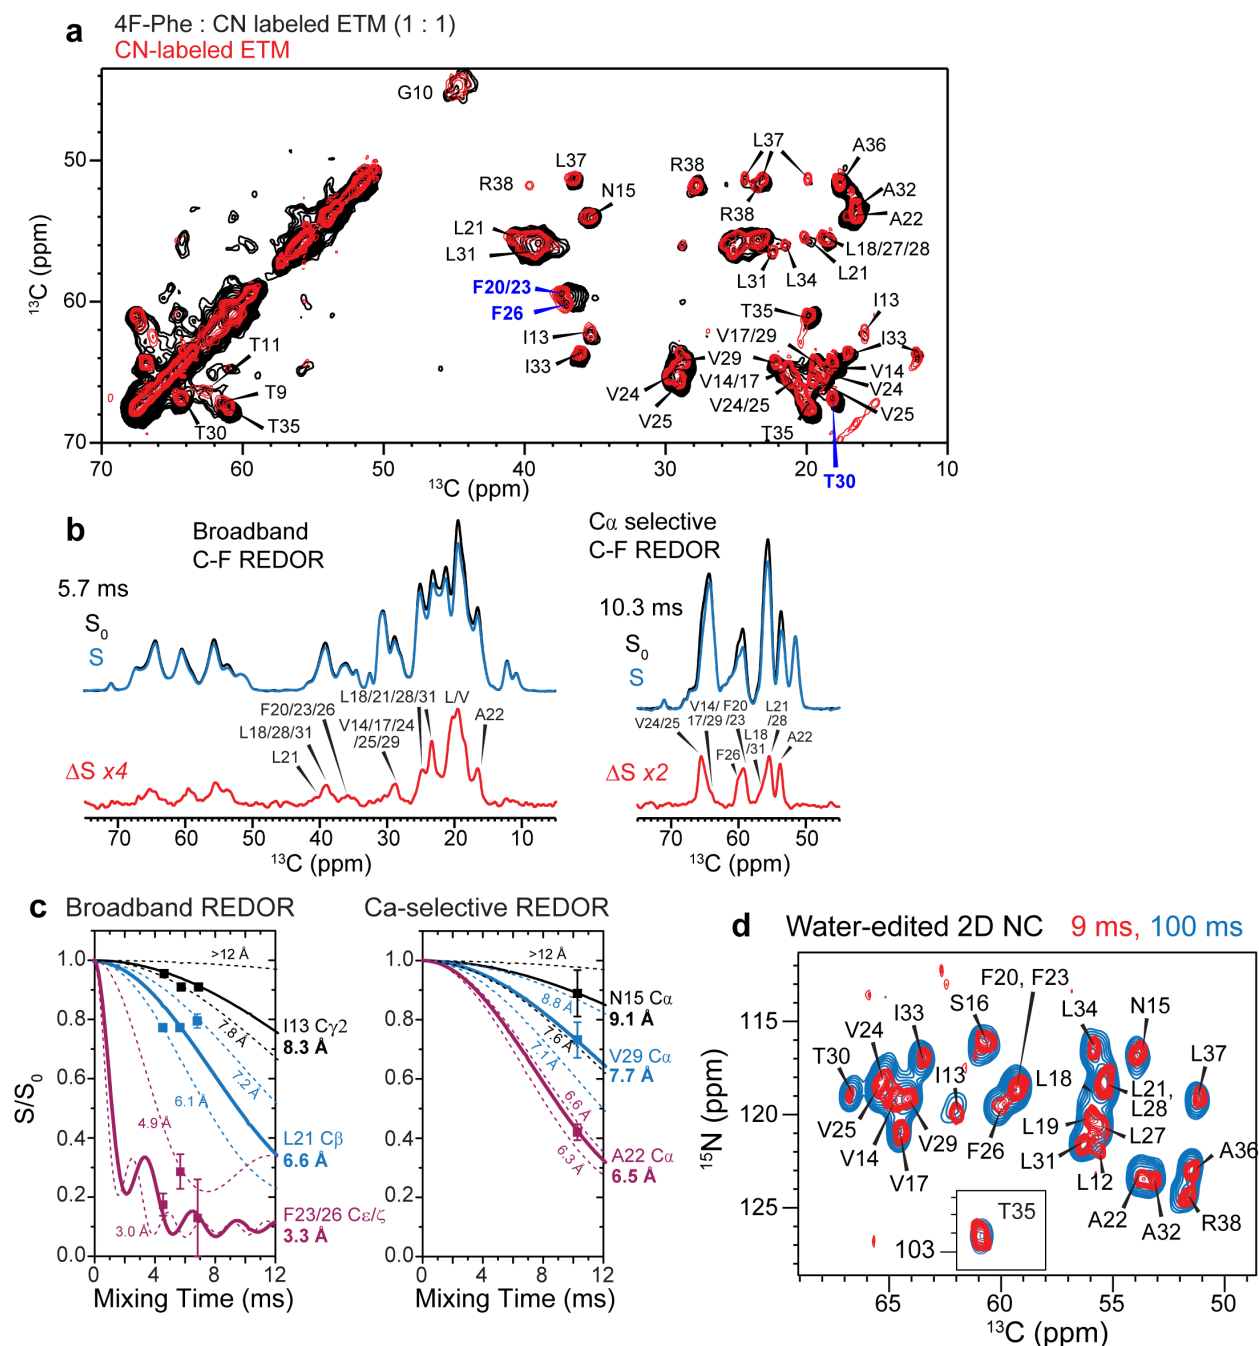 a
4F-Phe : CN labeled ETM (1 : 1)
CN-labeled ETM
G10
L37
R38
N15
L21
L31
F20/23
F26
I13
I33
V24
V25
T11
T9
T30
T35
R38
L37
R38
A36
A32
A22
L18/27/28
L21
L34
L31
T35
V17/29
V29
V14/17
V24/25
T35
I13
I33
V14
V24
V25
T30
50
60
70
13C (ppm)
70 60 50 40 30 20 10
13C (ppm)
b
Broadband
C-F REDOR
5.7 ms
S0
S
L18/21/28/31
L/V
F20/23/26
V14/17/24
/25/29
A22
L18/28/31
L21
ΔS x4
70 60 50 40 30 20 10
13C (ppm)
Cα selective
C-F REDOR
10.3 ms
S0
S
V24/25
V14/
17/29
F20
/23
L21
/28
F26
L18
/31
A22
ΔS x2
70 60 50
13C (ppm)
c
Broadband REDOR
>12 Å
7.8 Å
7.2 Å
6.1 Å
4.9 Å
3.0 Å
I13 Cγ2
8.3 Å
L21 Cβ
6.6 Å
F23/26 Cε/ζ
3.3 Å
S/S0
1.0
0.8
0.6
0.4
0.2
0.0
0 4 8 12
Mixing Time (ms)
Ca-selective REDOR
>12 Å
8.8 Å
7.6 Å
7.1 Å
6.6 Å
6.3 Å
N15 Cα
9.1 Å
V29 Cα
7.7 Å
A22 Cα
6.5 Å
1.0
0.8
0.6
0.4
0.2
0.0
0 4 8 12
Mixing Time (ms)
d
Water-edited 2D NC 9 ms, 100 ms
F20, F23
S16
L34
N15
I33
V24
T30
I13
L18
L37
L21,
L28
V25
V14
V29
V17
F26
L19
L27
L31
L12
A36
A22
A32
R38
T35
103
115
120
125
15N (ppm)
65 60 55 50
13C (ppm)